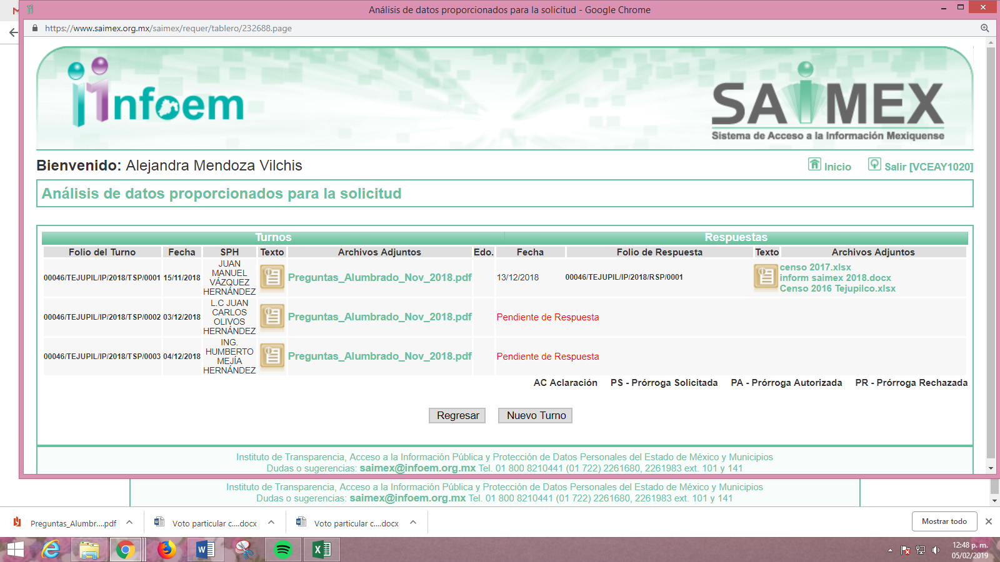 Análisis de datos proporcionados para la solicitud - Google Chrome
https://www.saimex.org.mx/saimex/requer/tablero/232688.page
infoem
SAIMEX
Sistema de Acceso a la Información Mexiquense
Bienvenido: Alejandra Mendoza Vilchis
Inicio Salir [VCEAY1020]
Análisis de datos proporcionados para la solicitud
Turnos Respuestas
Folio del Turno Fecha SPH Texto Archivos Adjuntos Edo. Fecha Folio de Respuesta Texto Archivos Adjuntos
00046/TEJUPIL/IP/2018/TSP/0001 15/11/2018
JUAN
MANUEL
VÁZQUEZ
HERNÁNDEZ
Preguntas_Alumbrado_Nov_2018.pdf
13/12/2018 00046/TEJUPIL/IP/2018/RSP/0001
censo 2017.xlsx
inform saimex 2018.docx
Censo 2016 Tejupilco.xlsx
00046/TEJUPIL/IP/2018/TSP/0002 03/12/2018
L.C JUAN
CARLOS
OLIVOS
HERNÁNDEZ
Preguntas_Alumbrado_Nov_2018.pdf
Pendiente de Respuesta
00046/TEJUPIL/IP/2018/TSP/0003 04/12/2018
ING.
HUMBERTO
MEJÍA
HERNÁNDEZ
Preguntas_Alumbrado_Nov_2018.pdf
Pendiente de Respuesta
AC Aclaración PS - Prórroga Solicitada PA - Prórroga Autorizada PR - Prórroga Rechazada
Regresar Nuevo Turno
Instituto de Transparencia, Acceso a la Información Pública y Protección de Datos Personales del Estado de México y Municipios
Dudas o sugerencias: saimex@infoem.org.mx Tel. 01 800 8210441 (01 722) 2261680, 2261983 ext. 101 y 141
Instituto de Transparencia, Acceso a la Información Pública y Protección de Datos Personales del Estado de México y Municipios
Dudas o sugerencias: saimex@infoem.org.mx Tel. 01 800 8210441 (01 722) 2261680, 2261983 ext. 101 y 141
Preguntas_Alumbr....pdf Voto particular c....docx Voto particular c....docx Mostrar todo
12:48 p. m.
05/02/2019